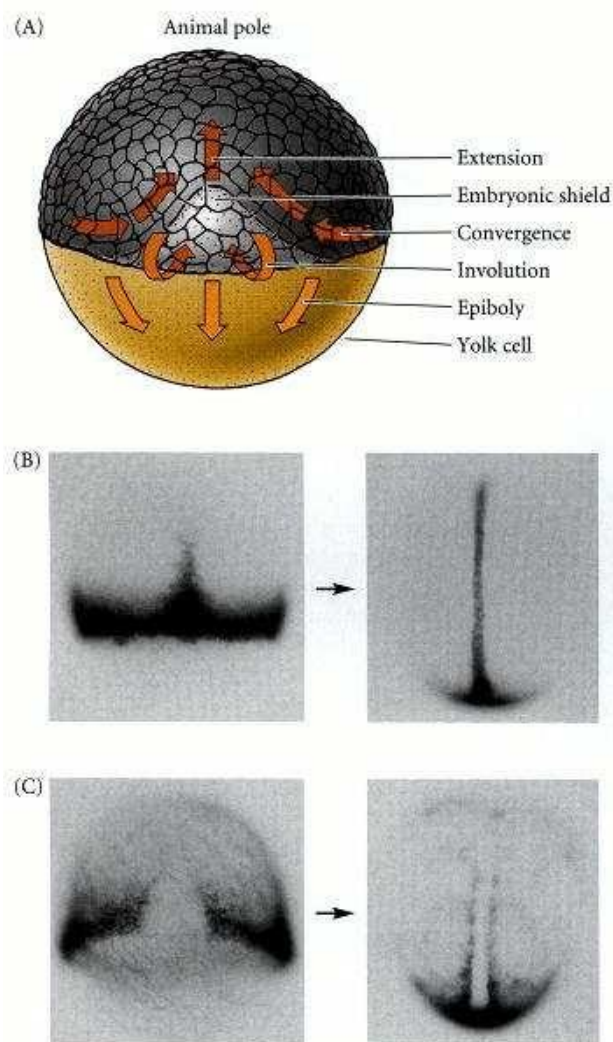 (A)
Animal pole
Extension
Embryonic shield
Convergence
Involution
Epiboly
Yolk cell
(B)
(C)